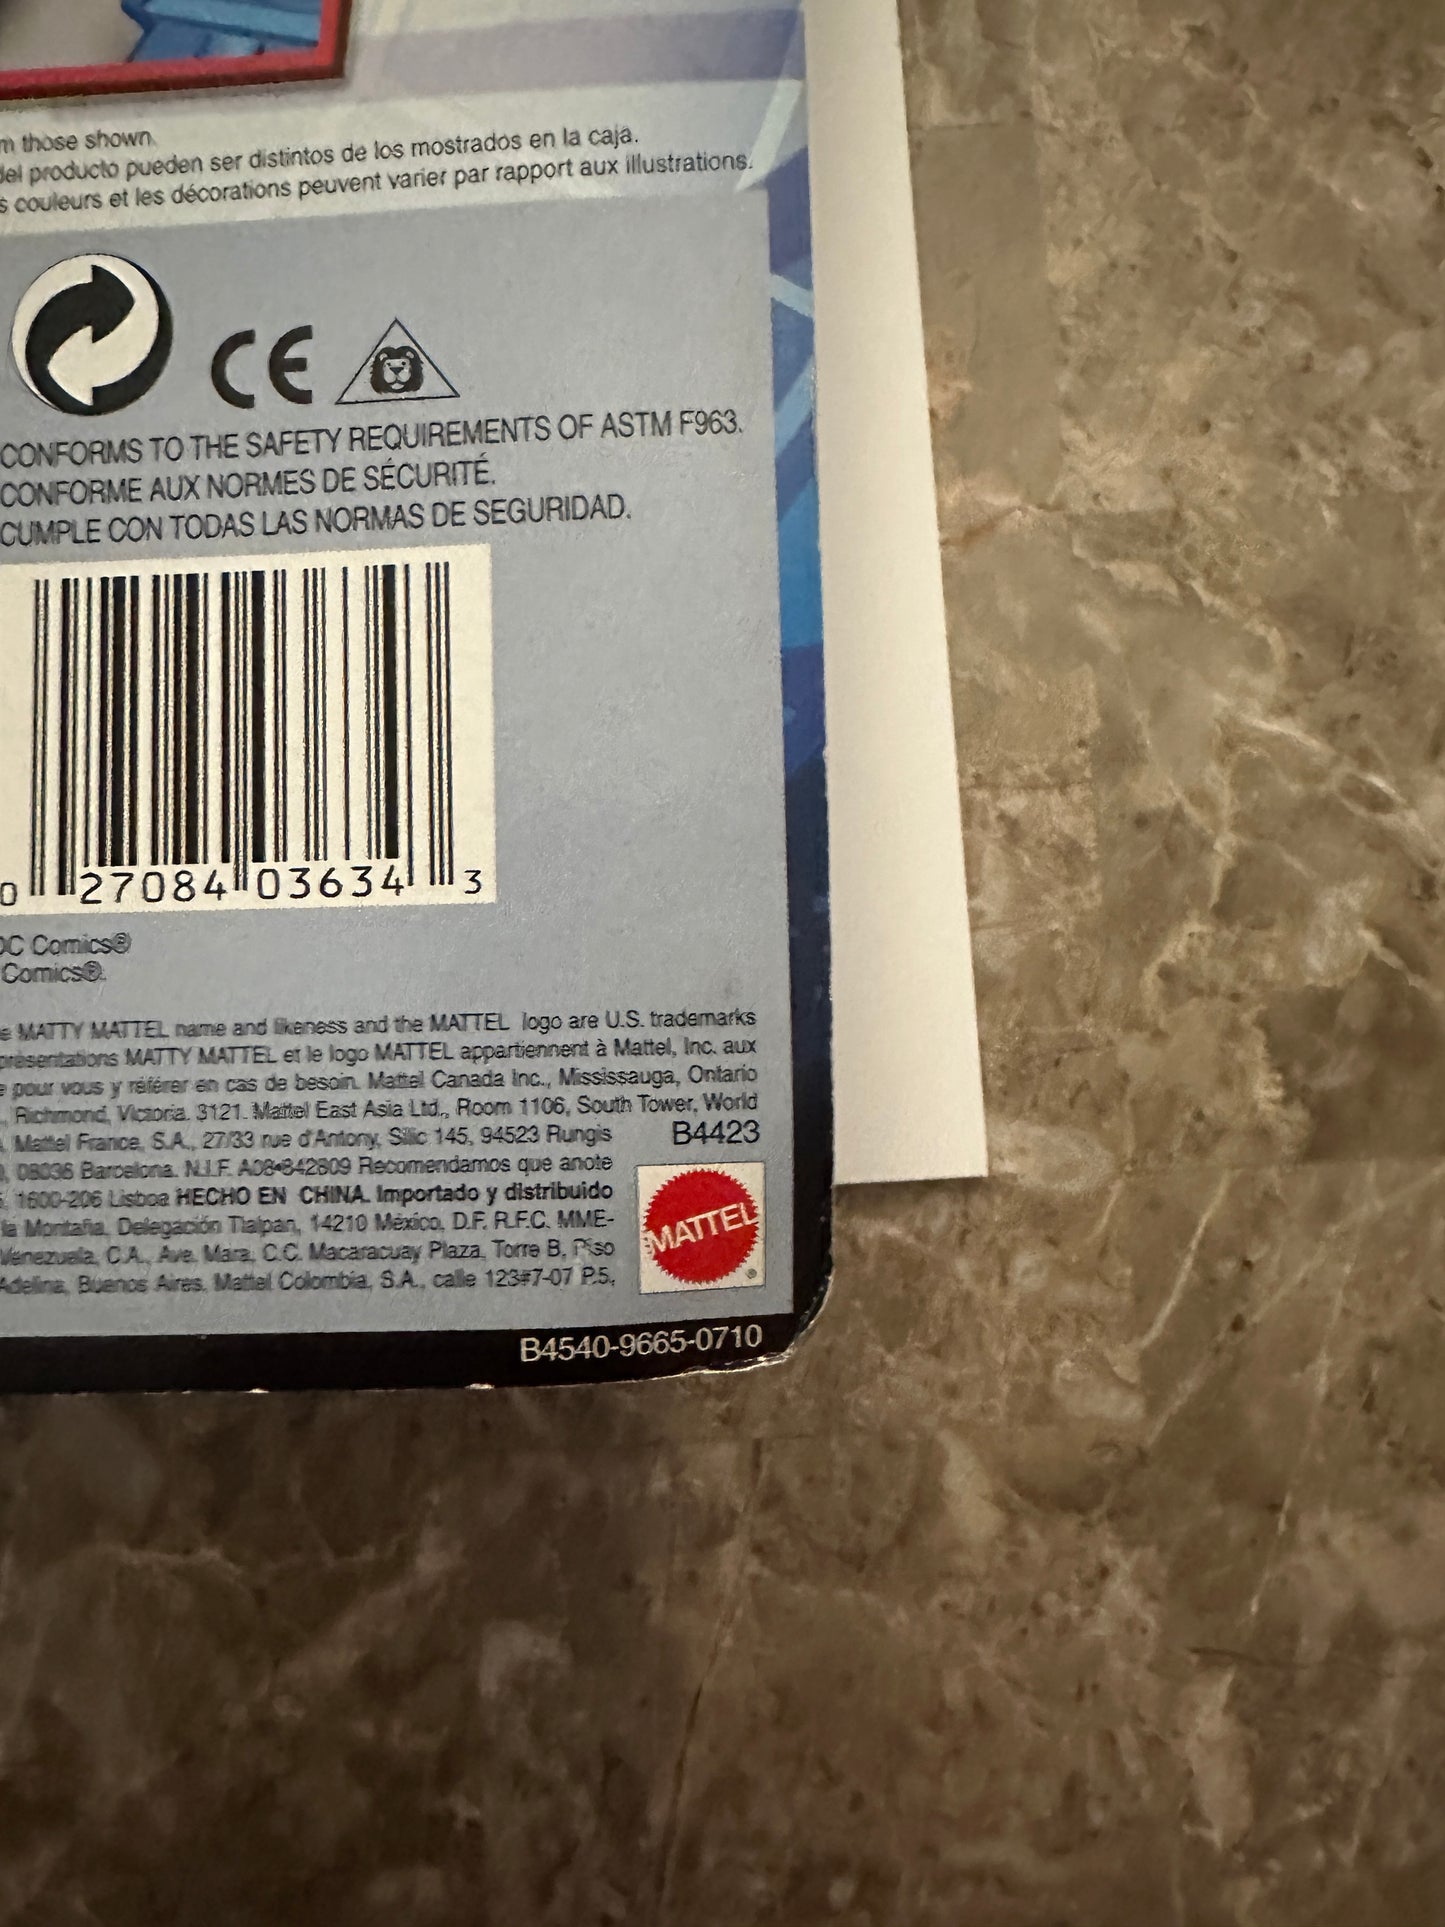 those shown.
del producto pueden ser distintos de los mostrados en la caja.
couleurs et les décorations peuvent varier par rapport aux illustrations.
CE
CONFORMS TO THE SAFETY REQUIREMENTS OF ASTM F963.
CONFORME AUX NORMES DE SÉCURITÉ.
CUMPLE CON TODAS LAS NORMAS DE SEGURIDAD.
0 27084 03634 3
DC Comics®
Comics®.
MATTY MATTEL name and likeness and the MATTEL logo are U.S. trademarks
MATTY MATTEL et le logo MATTEL appartiennent à Mattel, Inc. aux
pour vous y référer en cas de besoin. Mattel Canada Inc., Mississauga, Ontario
Richmond, Victoria. 3121. Mattel East Asia Ltd., Room 1106, South Tower, World
Mattel France, S.A., 27/33 rue d'Antony, Silic 145, 94523 Rungis
B4423
08036 Barcelona. N.I.F. A08-842809 Recomendamos que anote
1600-206 Lisboa HECHO EN CHINA. Importado y distribuido
la Montaña, Delegación Tlalpan, 14210 México, D.F. R.F.C. MME-
Venezuela, C.A., Ave. Mara, C.C. Macaracuay Plaza, Torre B, Piso
Adelina, Buenos Aires. Mattel Colombia, S.A., calle 123#7-07 P.5,
MATTEL ®
B4540-9665-0710